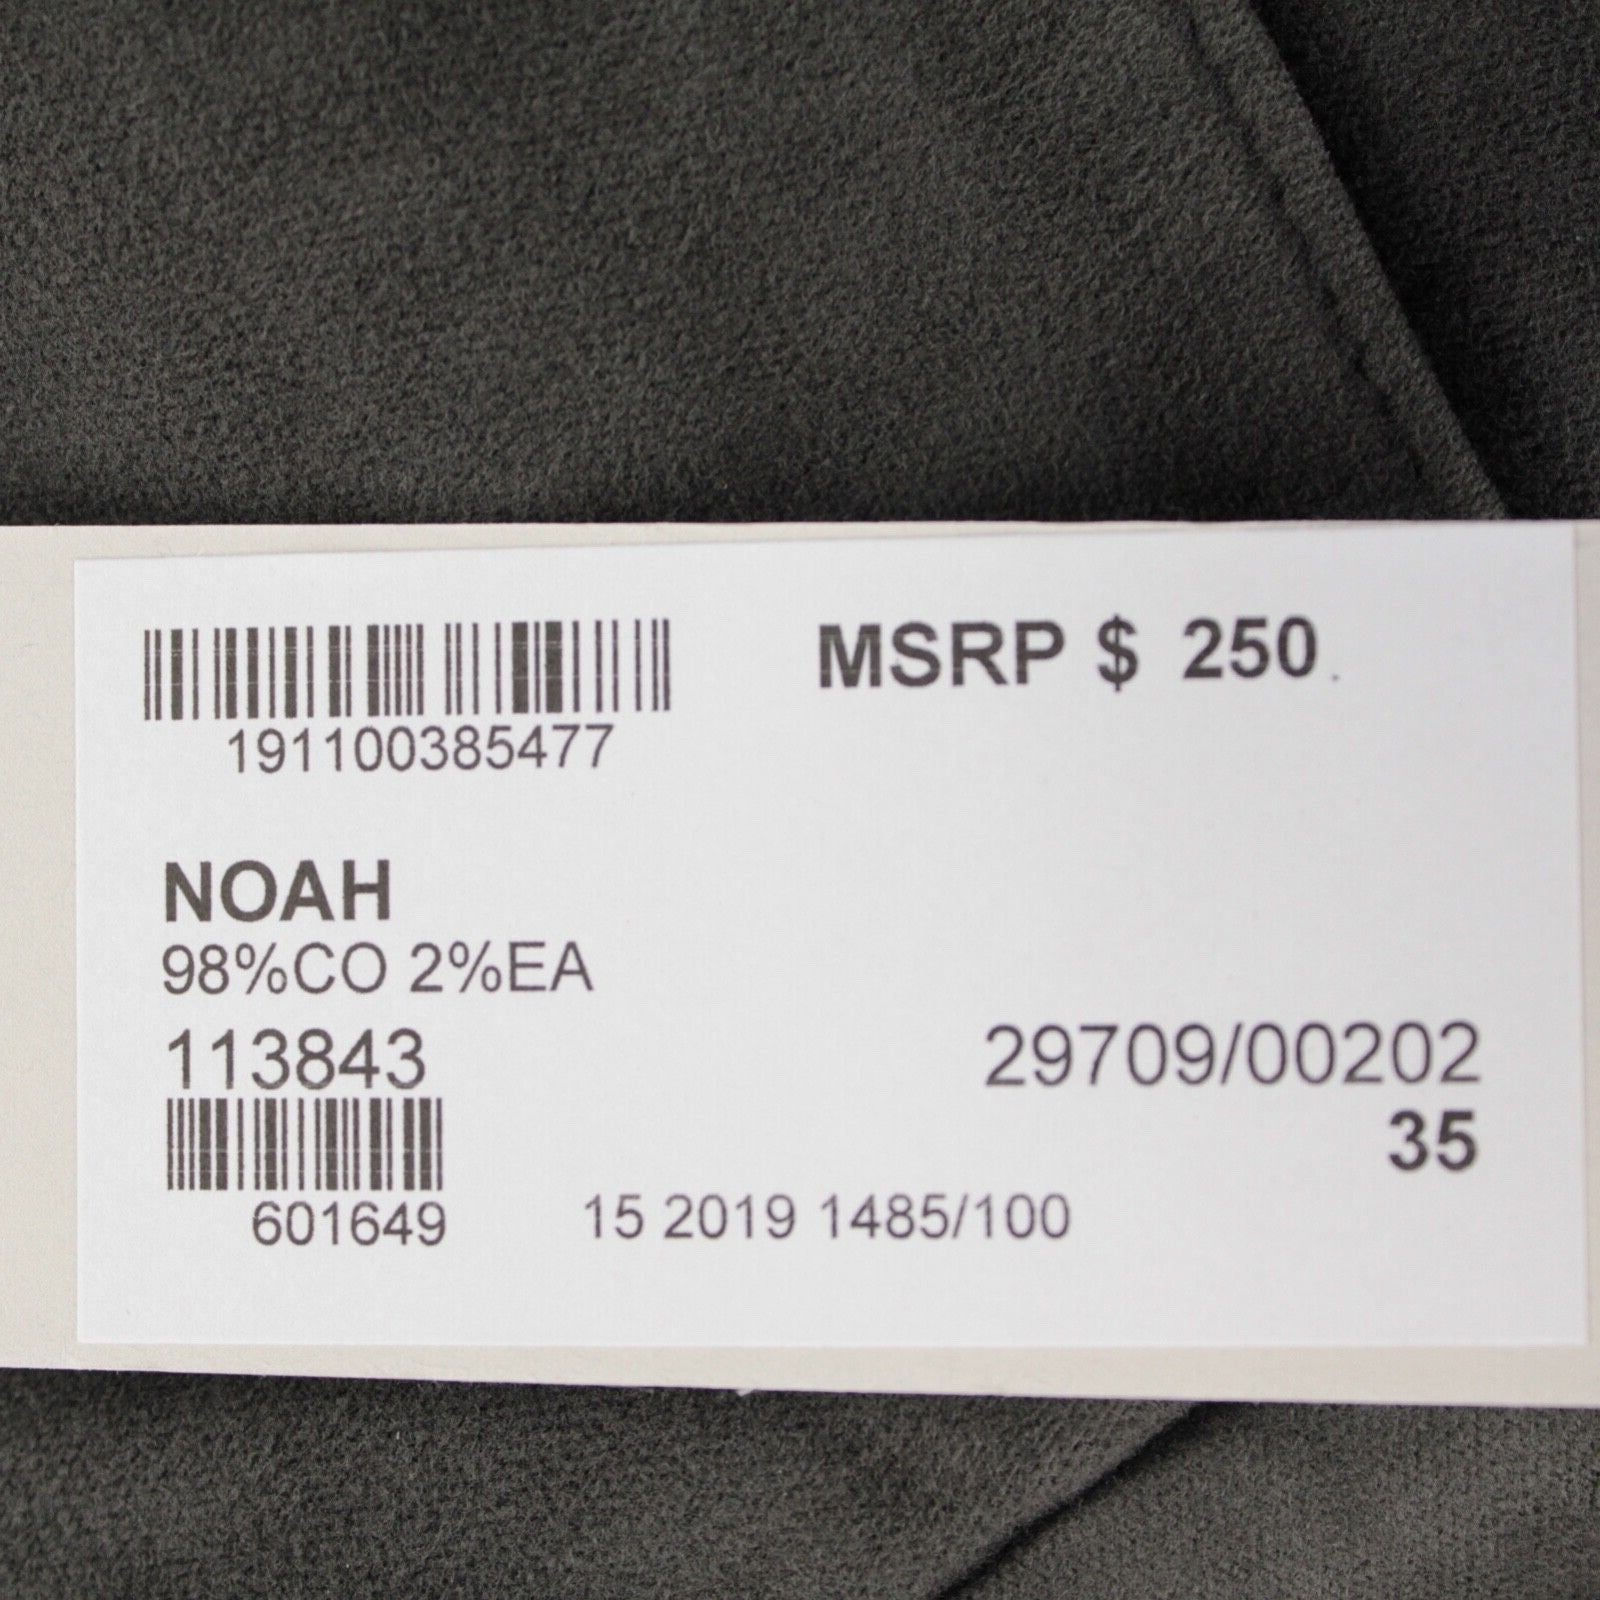 MSRP $ 250.
191100385477
NOAH
98%CO 2%EA
113843
29709/00202
35
601649
15 2019 1485/100